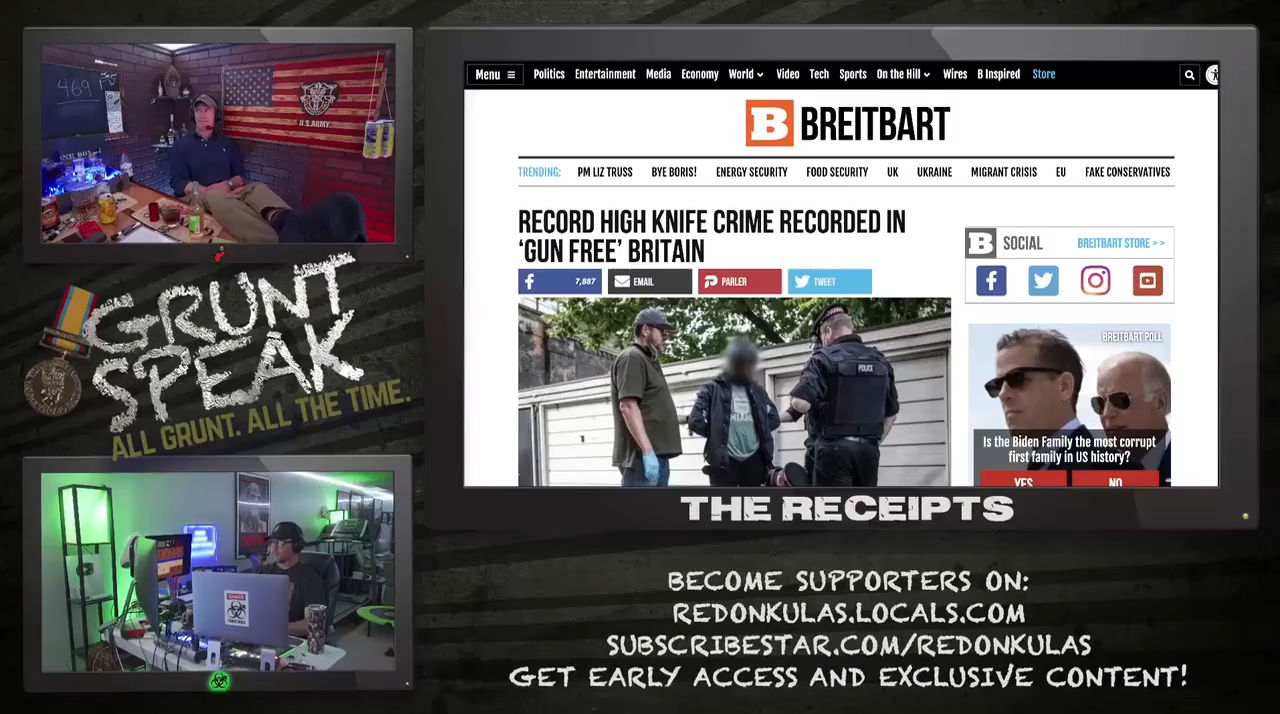 469
U.S. ARMY
GRUNT
SPEAK
ALL GRUNT. ALL THE TIME.
Menu
Politics Entertainment Media Economy World Video Tech Sports On the Hill Wires B Inspired Store
B BREITBART
TRENDING: PM LIZ TRUSS BYE BORIS! ENERGY SECURITY FOOD SECURITY UK UKRAINE MIGRANT CRISIS EU FAKE CONSERVATIVES
RECORD HIGH KNIFE CRIME RECORDED IN
‘GUN FREE’ BRITAIN
7,887 EMAIL PARLER TWEET
B SOCIAL BREITBART STORE > >
POLICE
BREITBART POLL
Is the Biden Family the most corrupt
first family in US history?
YES NO
THE RECEIPTS
BECOME SUPPORTERS ON:
REDONKULAS.LOCALS.COM
SUBSCRIBESTAR.COM/REDONKULAS
GET EARLY ACCESS AND EXCLUSIVE CONTENT!